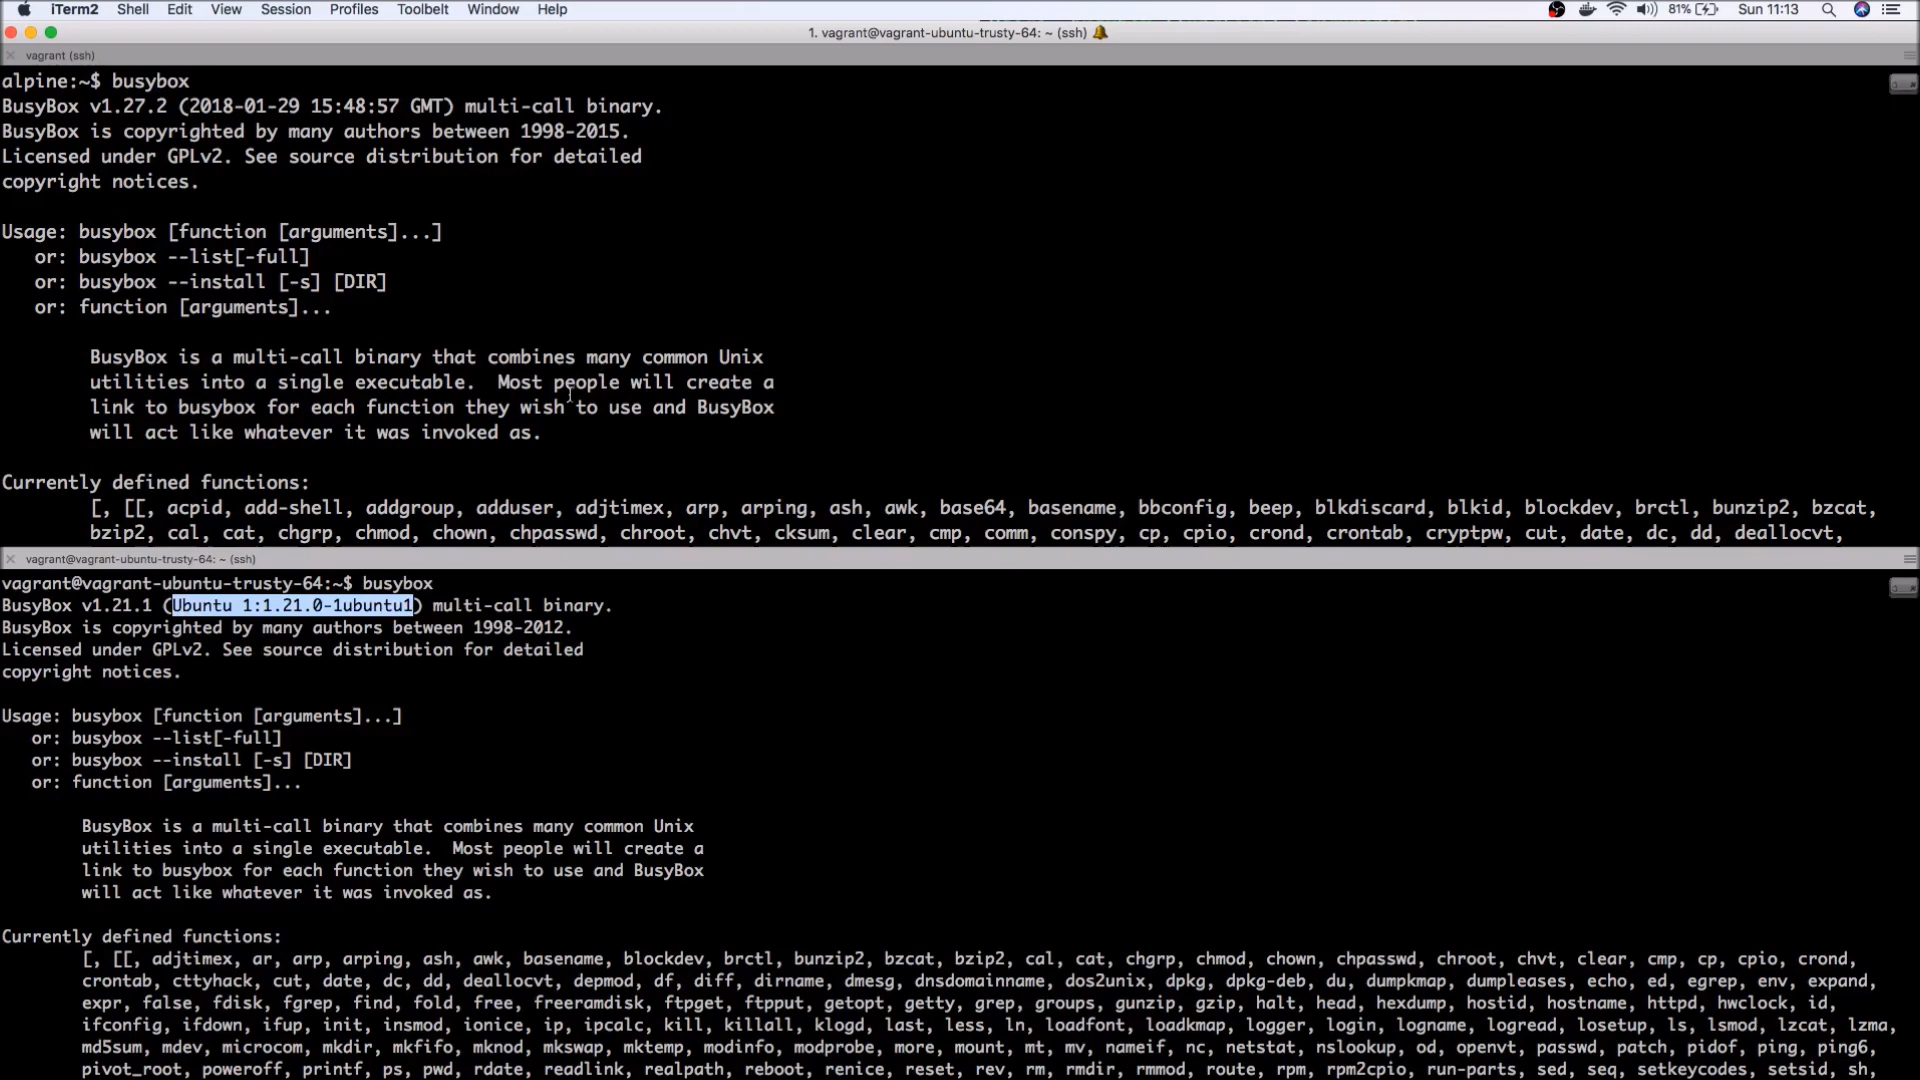 iTerm2 Shell Edit View Session Profiles Toolbelt Window Help 81% Sun 11:13
1. vagrant@vagrant-ubuntu-trusty-64: ~ (ssh)
vagrant (ssh)
alpine:~$ busybox
BusyBox v1.27.2 (2018-01-29 15:48:57 GMT) multi-call binary.
BusyBox is copyrighted by many authors between 1998-2015.
Licensed under GPLv2. See source distribution for detailed
copyright notices.
Usage: busybox [function [arguments]...]
or: busybox --list[-full]
or: busybox --install [-s] [DIR]
or: function [arguments]...
BusyBox is a multi-call binary that combines many common Unix
utilities into a single executable.  Most people will create a
link to busybox for each function they wish to use and BusyBox
will act like whatever it was invoked as.
Currently defined functions:
[, [[, acpid, add-shell, addgroup, adduser, adjtimex, arp, arping, ash, awk, base64, basename, bbconfig, beep, blkdiscard, blkid, blockdev, brctl, bunzip2, bzcat,
bzip2, cal, cat, chgrp, chmod, chown, chpasswd, chroot, chvt, cksum, clear, cmp, comm, conspy, cp, cpio, crond, crontab, cryptpw, cut, date, dc, dd, deallocvt,
vagrant@vagrant-ubuntu-trusty-64: ~ (ssh)
vagrant@vagrant-ubuntu-trusty-64:~$ busybox
BusyBox v1.21.1 (Ubuntu 1:1.21.0-1ubuntu1) multi-call binary.
BusyBox is copyrighted by many authors between 1998-2012.
Licensed under GPLv2. See source distribution for detailed
copyright notices.
Usage: busybox [function [arguments]...]
or: busybox --list[-full]
or: busybox --install [-s] [DIR]
or: function [arguments]...
BusyBox is a multi-call binary that combines many common Unix
utilities into a single executable.  Most people will create a
link to busybox for each function they wish to use and BusyBox
will act like whatever it was invoked as.
Currently defined functions:
[, [[, adjtimex, ar, arp, arping, ash, awk, basename, blockdev, brctl, bunzip2, bzcat, bzip2, cal, cat, chgrp, chmod, chown, chpasswd, chroot, chvt, clear, cmp, cp, cpio, crond,
crontab, cttyhack, cut, date, dc, dd, deallocvt, depmod, df, diff, dirname, dmesg, dnsdomainname, dos2unix, dpkg, dpkg-deb, du, dumpkmap, dumpleases, echo, ed, egrep, env, expand,
expr, false, fdisk, fgrep, find, fold, free, freeramdisk, ftpget, ftpput, getopt, getty, grep, groups, gunzip, gzip, halt, head, hexdump, hostid, hostname, httpd, hwclock, id,
ifconfig, ifdown, ifup, init, insmod, ionice, ip, ipcalc, kill, killall, klogd, last, less, ln, loadfont, loadkmap, logger, login, logname, logread, losetup, ls, lsmod, lzcat, lzma,
md5sum, mdev, microcom, mkdir, mkfifo, mknod, mkswap, mktemp, modinfo, modprobe, more, mount, mt, mv, nameif, nc, netstat, nslookup, od, openvt, passwd, patch, pidof, ping, ping6,
pivot_root, poweroff, printf, ps, pwd, rdate, readlink, realpath, reboot, renice, reset, rev, rm, rmdir, rmmod, route, rpm, rpm2cpio, run-parts, sed, seq, setkeycodes, setsid, sh,